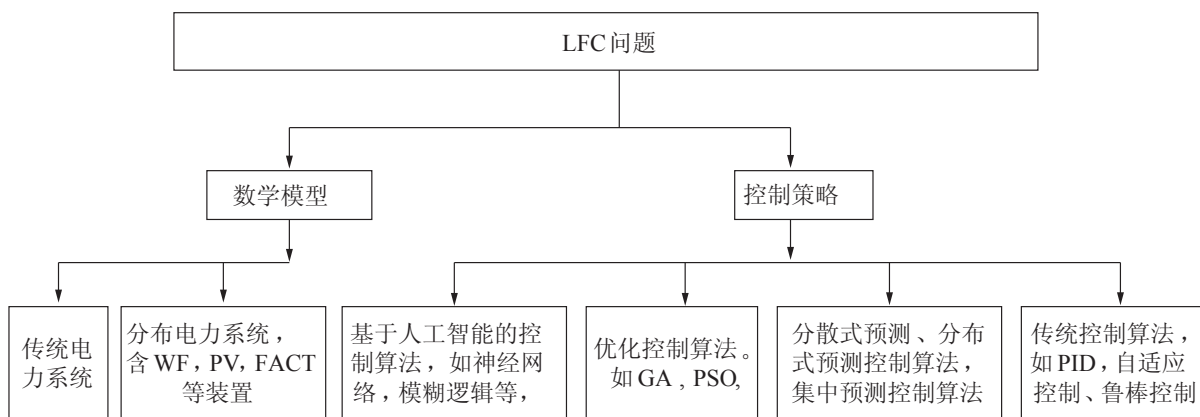 LFC问题
数学模型
控制策略
传统电
力系统
分布电力系统，
含WF，PV，FACT
等装置
基于人工智能的控
制算法，如神经网
络，模糊逻辑等，
优化控制算法。
如GA，PSO,
分散式预测、分布
式预测控制算法，
集中预测控制算法
传统控制算法，
如PID，自适应
控制、鲁棒控制